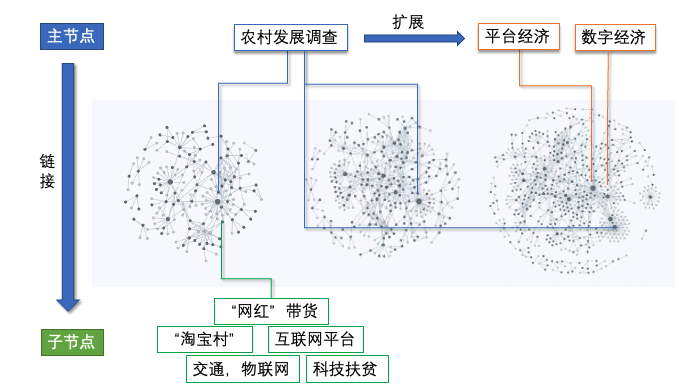 主节点
农村发展调查
扩展
平台经济
数字经济
链接
“网红” 带货
“淘宝村”
互联网平台
子节点
交通，物联网
科技扶贫